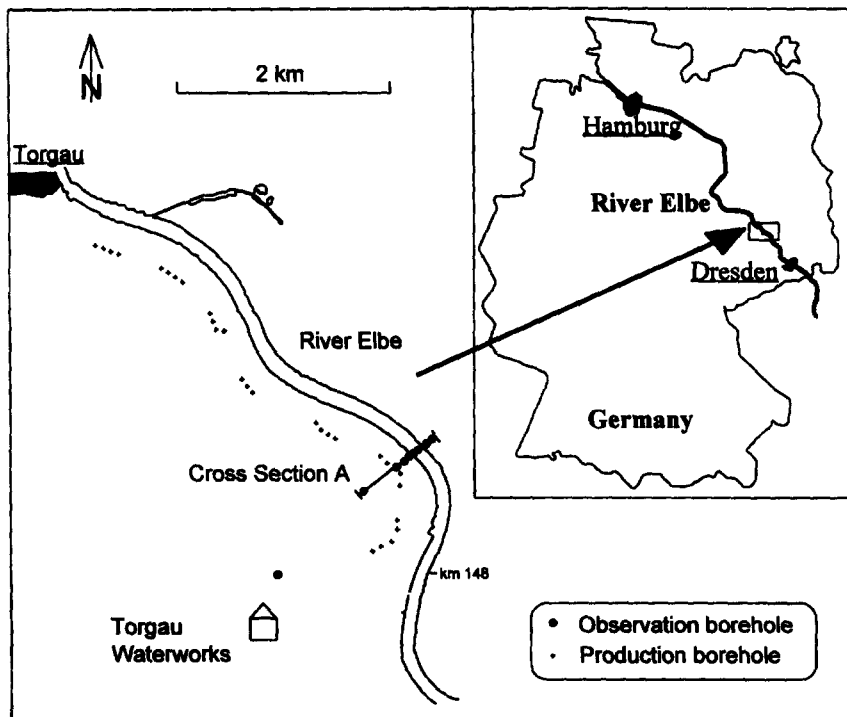 N
2 km
Torgau
River Elbe
Cross Section A
km 148
Torgau
Waterworks
Hamburg
River Elbe
Dresden
Germany
Observation borehole
Production borehole